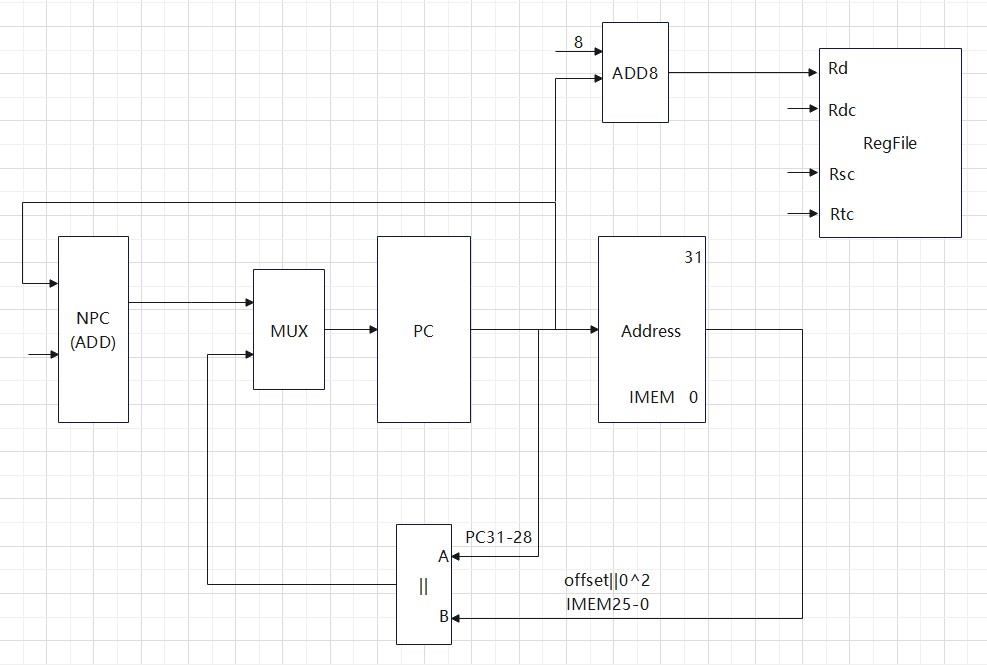 8
ADD8
Rd
Rdc
RegFile
Rsc
Rtc
31
NPC
(ADD)
MUX
PC
Address
IMEM 0
PC31-28
A
||
offset||0^2
IMEM25-0
B